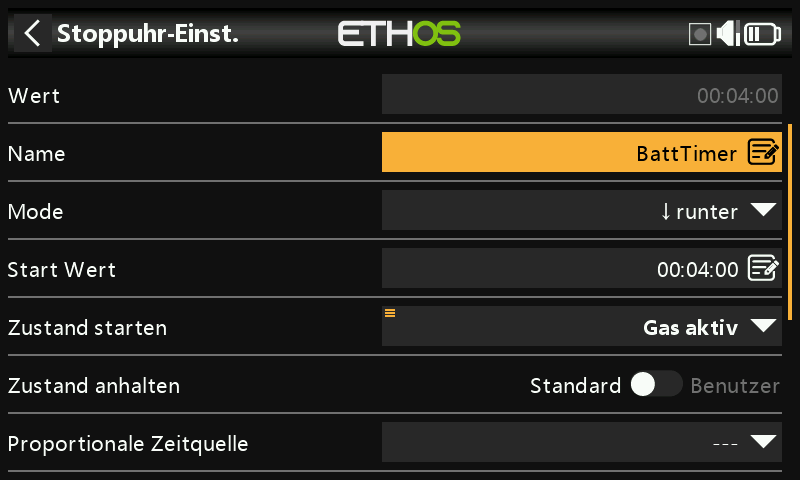 Stoppuhr-Einst. ETHOS
Wert 00:04:00
Name BattTimer
Mode ↓ runter
Start Wert 00:04:00
Zustand starten Gas aktiv
Zustand anhalten Standard Benutzer
Proportionale Zeitquelle ---